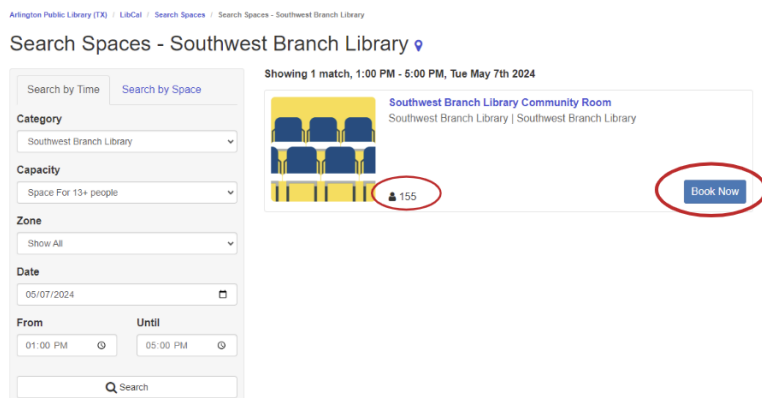 Arlington Public Library (TX) / LibCal / Search Spaces / Search Spaces - Southwest Branch Library
Search Spaces - Southwest Branch Library
Search by Time Search by Space
Category
Southwest Branch Library
Capacity
Space For 13+ people
Zone
Show All
Date
05/07/2024
From Until
01:00 PM 05:00 PM
Search
Showing 1 match, 1:00 PM - 5:00 PM, Tue May 7th 2024
Southwest Branch Library Community Room
Southwest Branch Library | Southwest Branch Library
155
Book Now